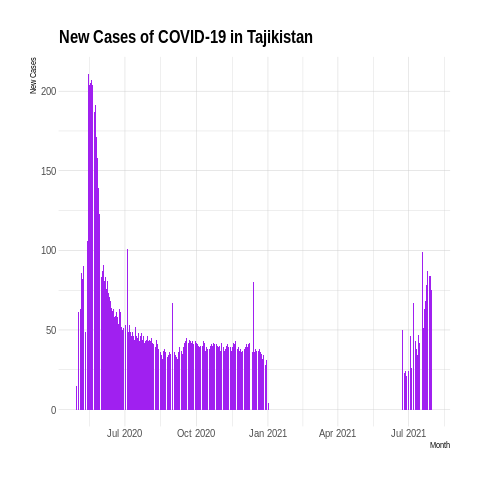 New Cases of COVID-19 in Tajikistan
New Cases
200
150
100
50
0
Jul 2020 Oct 2020 Jan 2021 Apr 2021 Jul 2021
Month